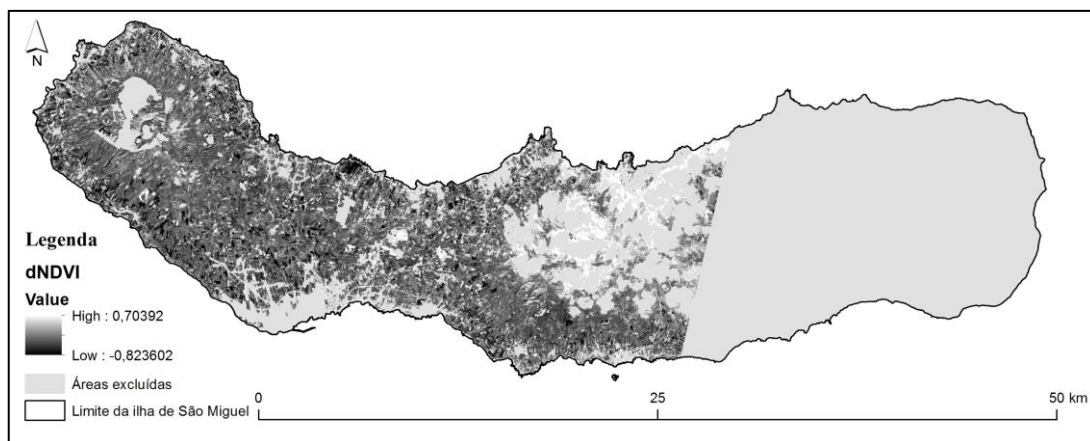 N
Legenda
dNDVI
Value
High : 0,70392
Low : -0,823602
Áreas excluídas
Limite da ilha de São Miguel
0 25 50 km